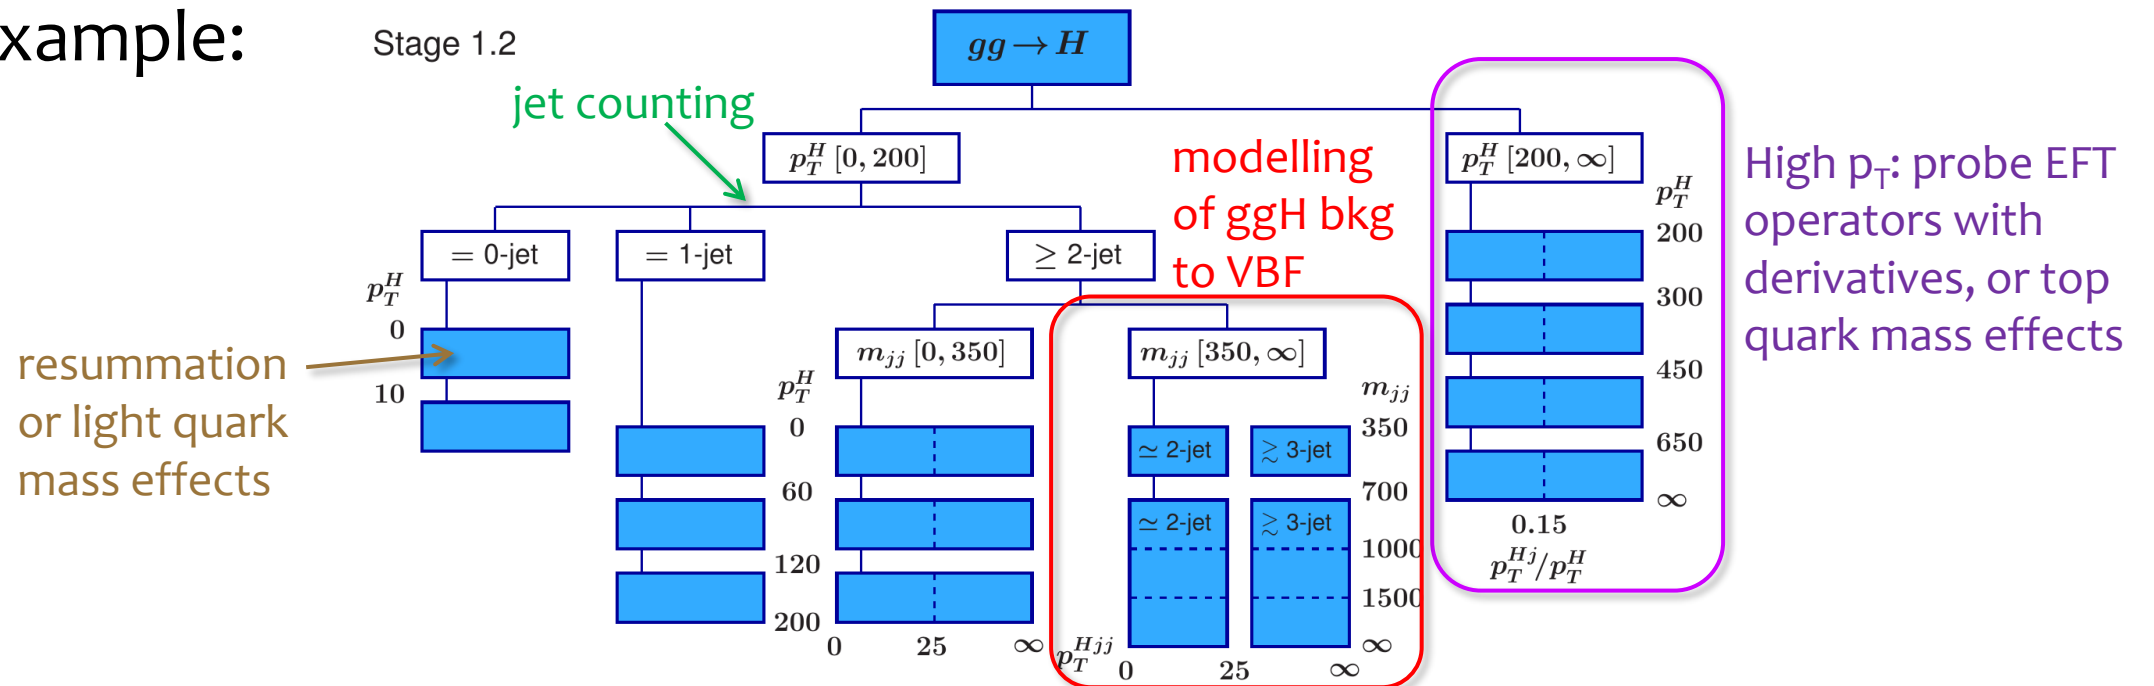 xample:
Stage 1.2
gg → H
jet counting
p_T^H [0, 200]
modelling
of ggH bkg
to VBF
p_T^H [200, ∞]
High p_T: probe EFT
operators with
derivatives, or top
quark mass effects
= 0-jet
= 1-jet
≥ 2-jet
p_T^H
0
10
resummation
or light quark
mass effects
m_jj [0, 350]
m_jj [350, ∞]
p_T^H
0
60
120
200
0
25
∞
m_jj
350
700
1000
1500
∞
≃ 2-jet
≳ 3-jet
≃ 2-jet
≳ 3-jet
p_T^Hjj
0
25
∞
p_T^H
200
300
450
650
∞
0.15
p_T^Hj/p_T^H